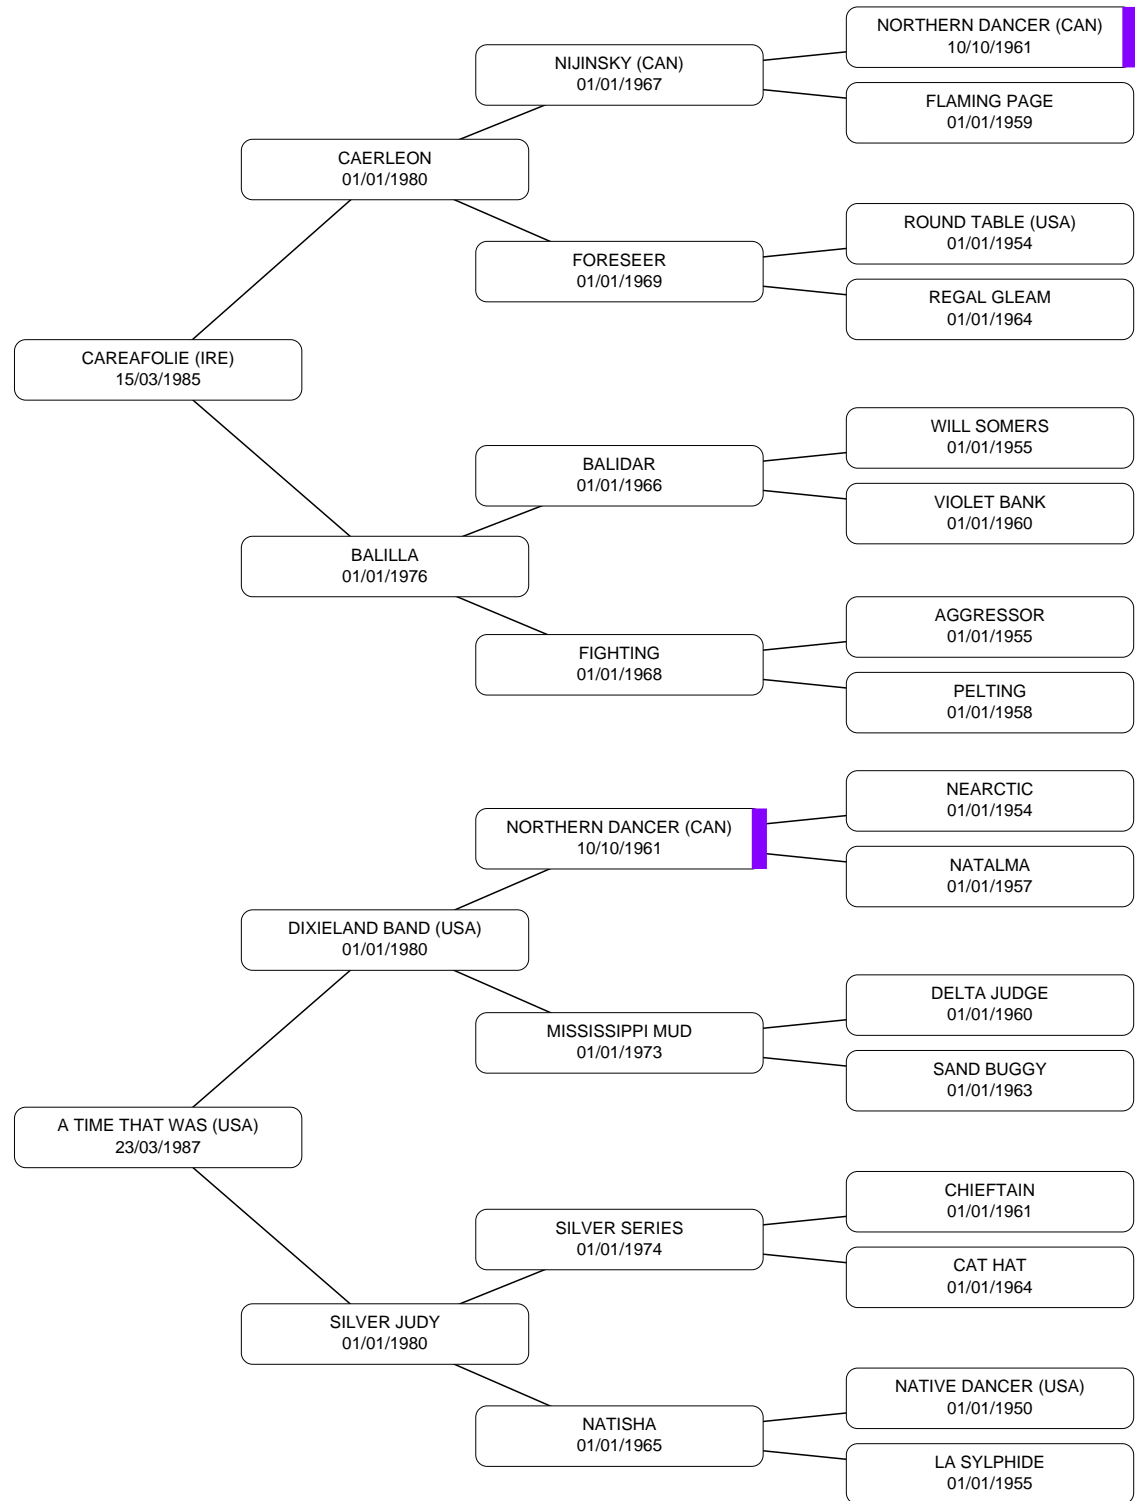 NORTHERN DANCER (CAN)
10/10/1961
NIJINSKY (CAN)
01/01/1967
FLAMING PAGE
01/01/1959
CAERLEON
01/01/1980
ROUND TABLE (USA)
01/01/1954
FORESEER
01/01/1969
REGAL GLEAM
01/01/1964
CAREAFOLIE (IRE)
15/03/1985
WILL SOMERS
01/01/1955
BALIDAR
01/01/1966
VIOLET BANK
01/01/1960
BALILLA
01/01/1976
AGGRESSOR
01/01/1955
FIGHTING
01/01/1968
PELTING
01/01/1958
NEARCTIC
01/01/1954
NORTHERN DANCER (CAN)
10/10/1961
NATALMA
01/01/1957
DIXIELAND BAND (USA)
01/01/1980
DELTA JUDGE
01/01/1960
MISSISSIPPI MUD
01/01/1973
SAND BUGGY
01/01/1963
A TIME THAT WAS (USA)
23/03/1987
CHIEFTAIN
01/01/1961
SILVER SERIES
01/01/1974
CAT HAT
01/01/1964
SILVER JUDY
01/01/1980
NATIVE DANCER (USA)
01/01/1950
NATISHA
01/01/1965
LA SYLPHIDE
01/01/1955